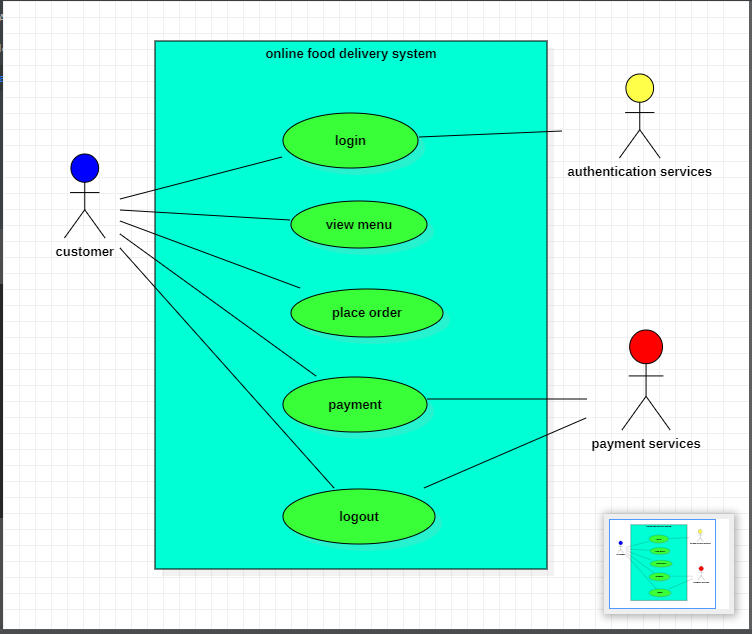 online food delivery system
login
authentication services
view menu
customer
place order
payment
payment services
logout